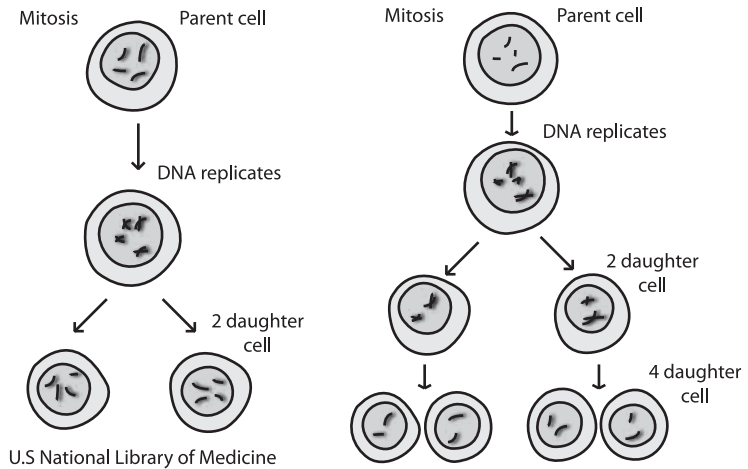 Mitosis
Parent cell
DNA replicates
2 daughter
cell
U.S National Library of Medicine
Mitosis
Parent cell
DNA replicates
2 daughter
cell
4 daughter
cell